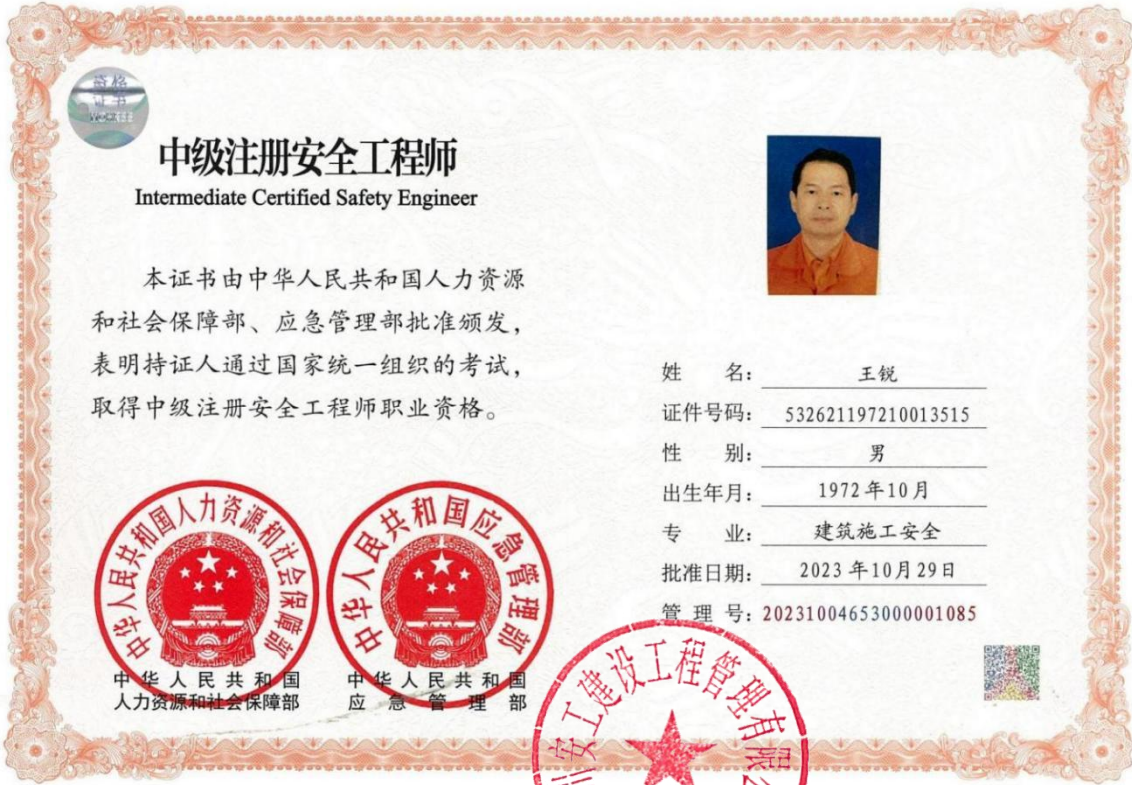 资格
证书
中级注册安全工程师
Intermediate Certified Safety Engineer
本证书由中华人民共和国人力资源
和社会保障部、应急管理部批准颁发，
表明持证人通过国家统一组织的考试，
取得中级注册安全工程师职业资格。
中华人民共和国人力资源和社会保障部
中华人民共和国应急管理部
中华人民共和国
人力资源和社会保障部
中华人民共和国
应急管理部
姓名：王锐
证件号码：532621197210013515
性别：男
出生年月：1972年10月
专业：建筑施工安全
批准日期：2023年10月29日
管理号：20231004653000001085
安工建设工程管理有限